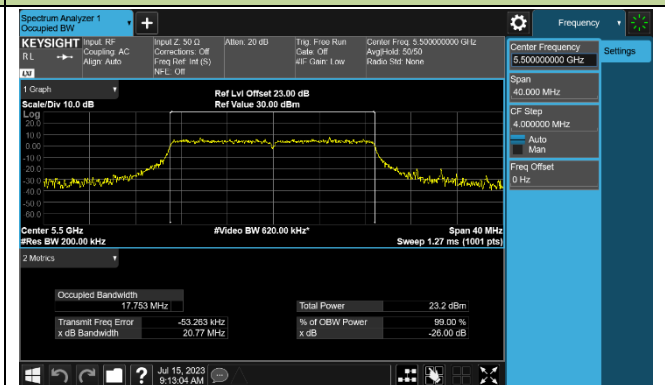 Spectrum Analyzer 1
Occupied BW
+
Frequency
KEYSIGHT
RL
LXI
Input: RF
Coupling: AC
Align: Auto
Input Z: 50 Ω
Corrections: Off
Freq Ref: Int (S)
NFE: Off
Atten: 20 dB
Trig: Free Run
Gate: Off
#IF Gain: Low
Center Freq: 5.500000000 GHz
Avg|Hold: 50/50
Radio Std: None
Center Frequency
5.500000000 GHz
Settings
Span
40.000 MHz
CF Step
4.000000 MHz
Auto
Man
Freq Offset
0 Hz
1 Graph
Scale/Div 10.0 dB
Ref Lvl Offset 23.00 dB
Ref Value 30.00 dBm
Log
20.0
10.0
0.00
-10.0
-20.0
-30.0
-40.0
-50.0
-60.0
Center 5.5 GHz
#Res BW 200.00 kHz
#Video BW 620.00 kHz*
Span 40 MHz
Sweep 1.27 ms (1001 pts)
2 Metrics
Occupied Bandwidth
17.753 MHz
Total Power 23.2 dBm
Transmit Freq Error -53.263 kHz
% of OBW Power 99.00 %
x dB Bandwidth 20.77 MHz
x dB -26.00 dB
?
Jul 15, 2023
9:13:04 AM